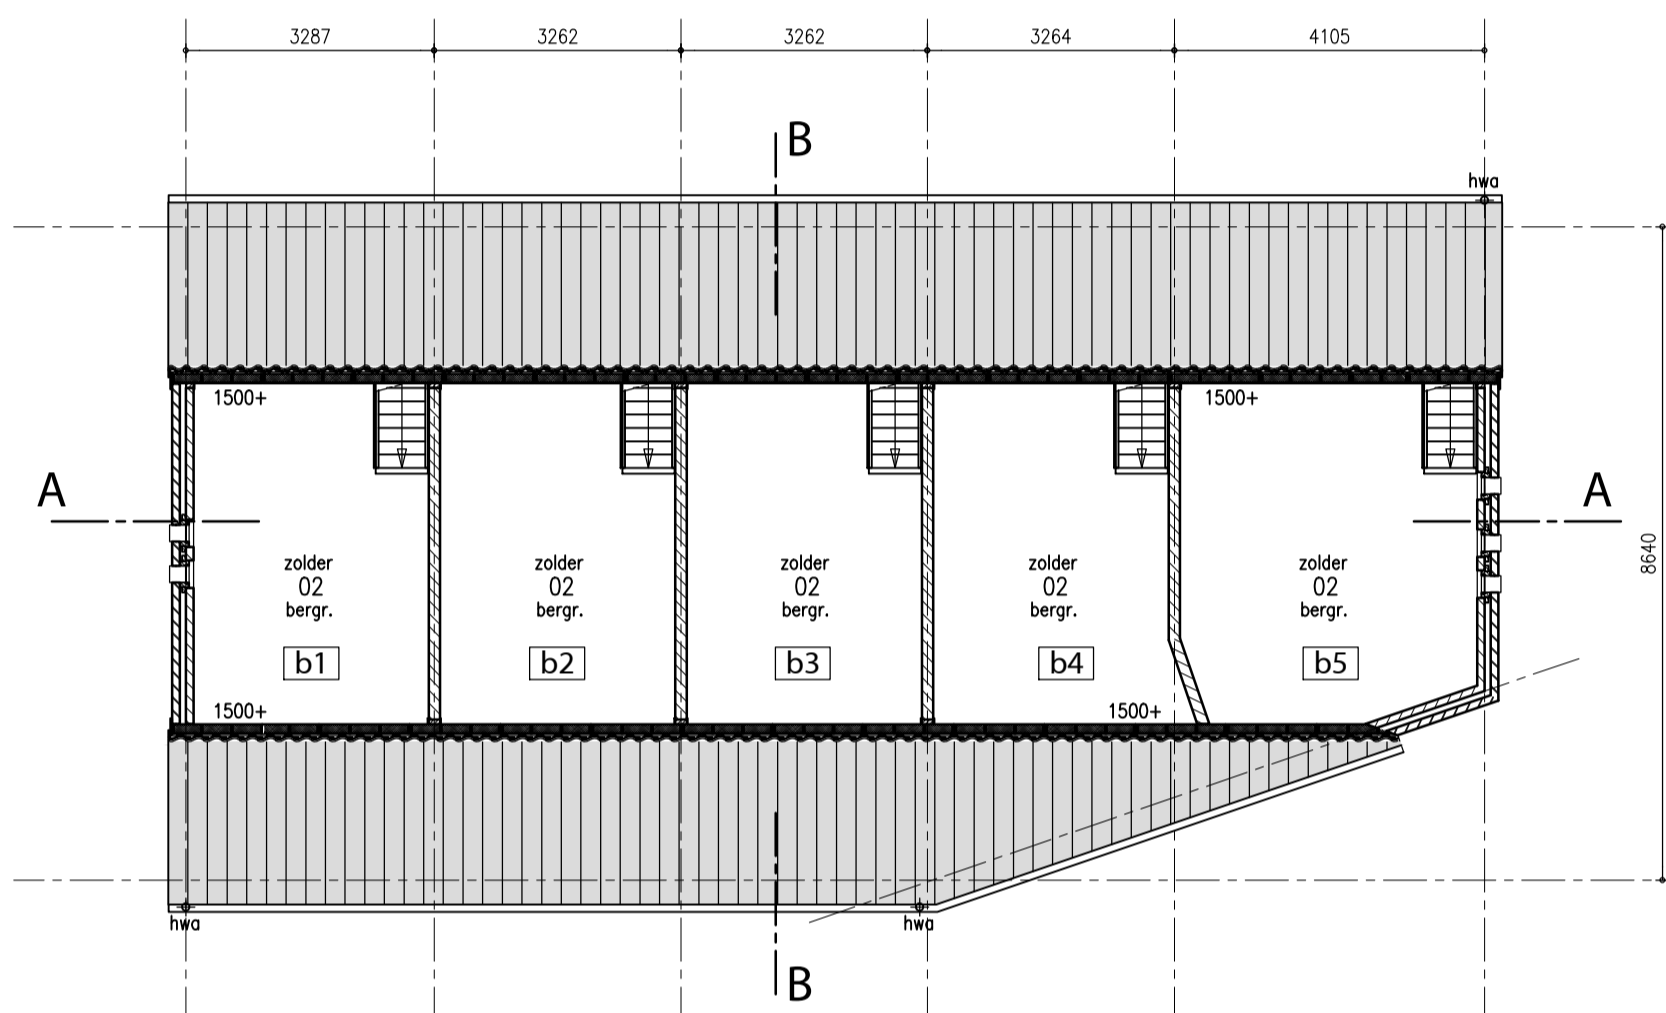 3287 3262 3262 3264 4105
B
hwa
1500+ 1500+
A A
8640
zolder zolder zolder zolder zolder
02 02 02 02 02
bergr. bergr. bergr. bergr. bergr.
b1 b2 b3 b4 b5
1500+ 1500+
hwa hwa
B